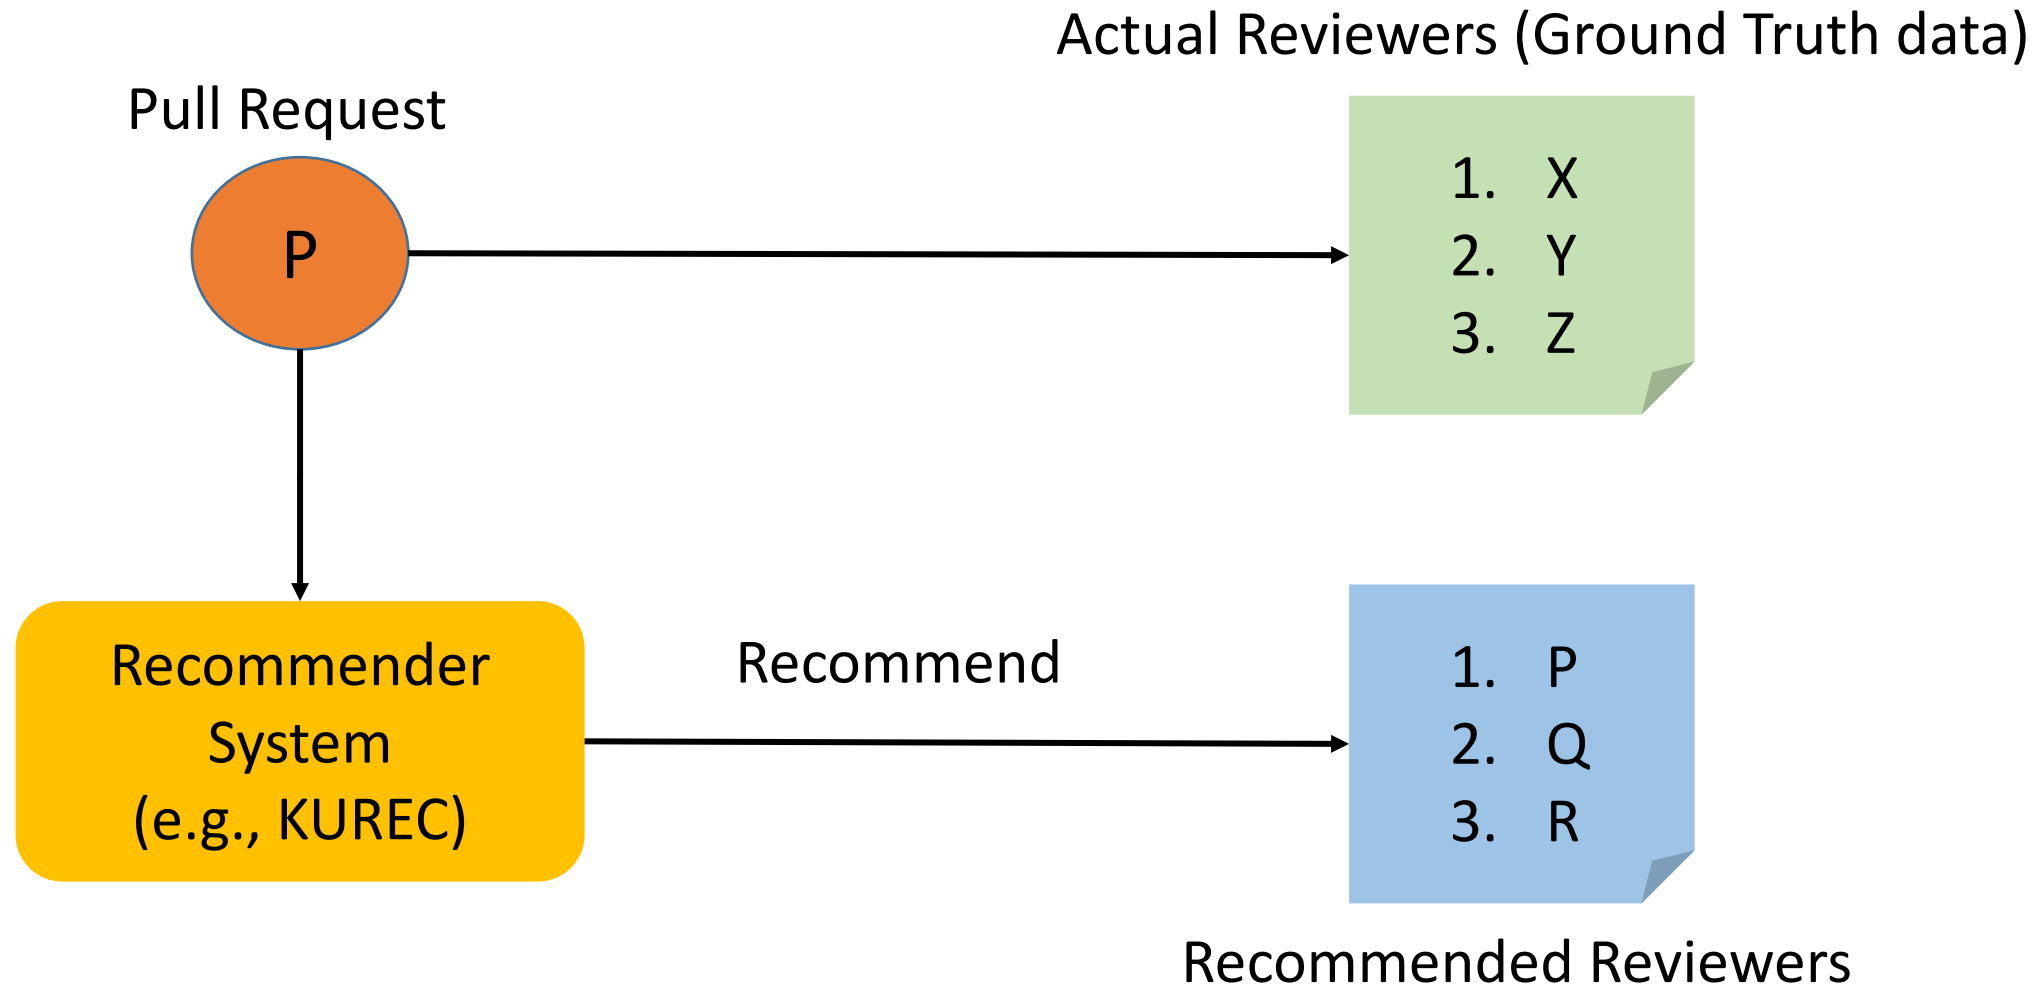 Actual Reviewers (Ground Truth data)
Pull Request
P
1. X
2. Y
3. Z
Recommender
System
(e.g., KUREC)
Recommend
1. P
2. Q
3. R
Recommended Reviewers